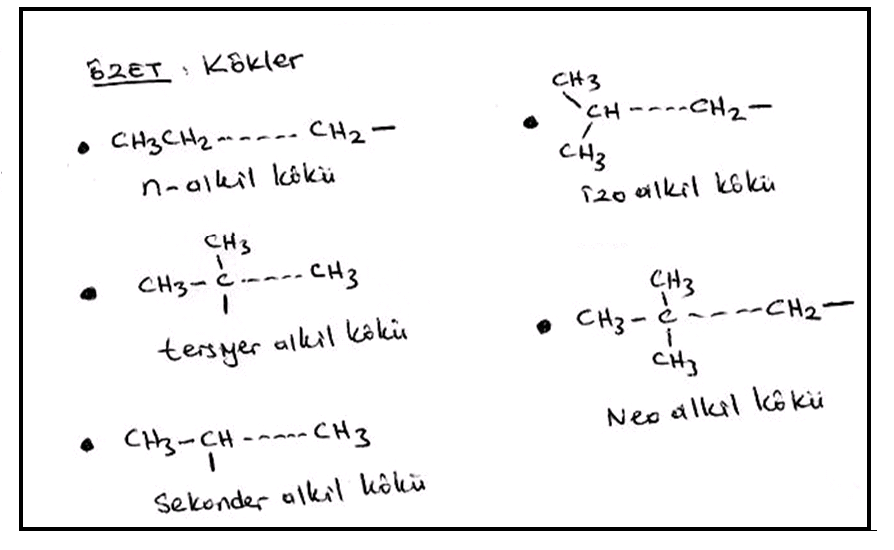 ÖZET : Kökler
• CH3CH2------ CH2—
n-alkil kökü
CH3
CH3-C------CH3
tersiyer alkil kökü
• CH3-CH------CH3
Sekonder alkil kökü
CH3
• CH----CH2—
CH3
izo alkil kökü
CH3
• CH3-C----CH2—
CH3
Neo alkil kökü